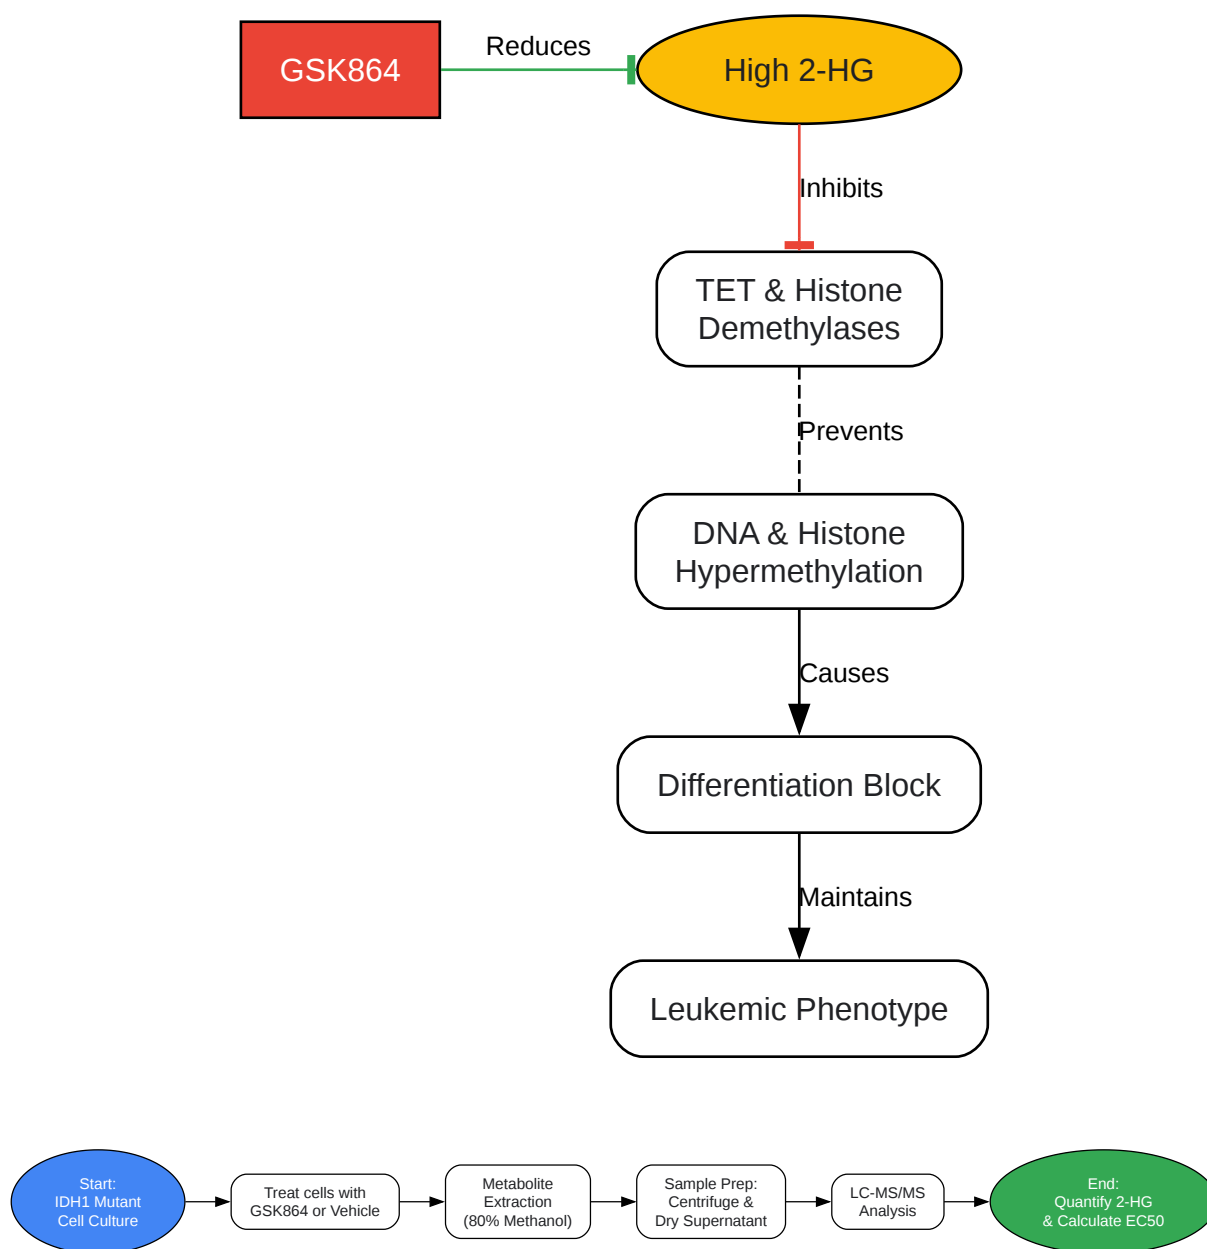 GSK864
Reduces
High 2-HG
Inhibits
TET & Histone
Demethylases
Prevents
DNA & Histone
Hypermethylation
Causes
Differentiation Block
Maintains
Leukemic Phenotype
Start:
IDH1 Mutant
Cell Culture
Treat cells with
GSK864 or Vehicle
Metabolite
Extraction
(80% Methanol)
Sample Prep:
Centrifuge &
Dry Supernatant
LC-MS/MS
Analysis
End:
Quantify 2-HG
& Calculate EC50